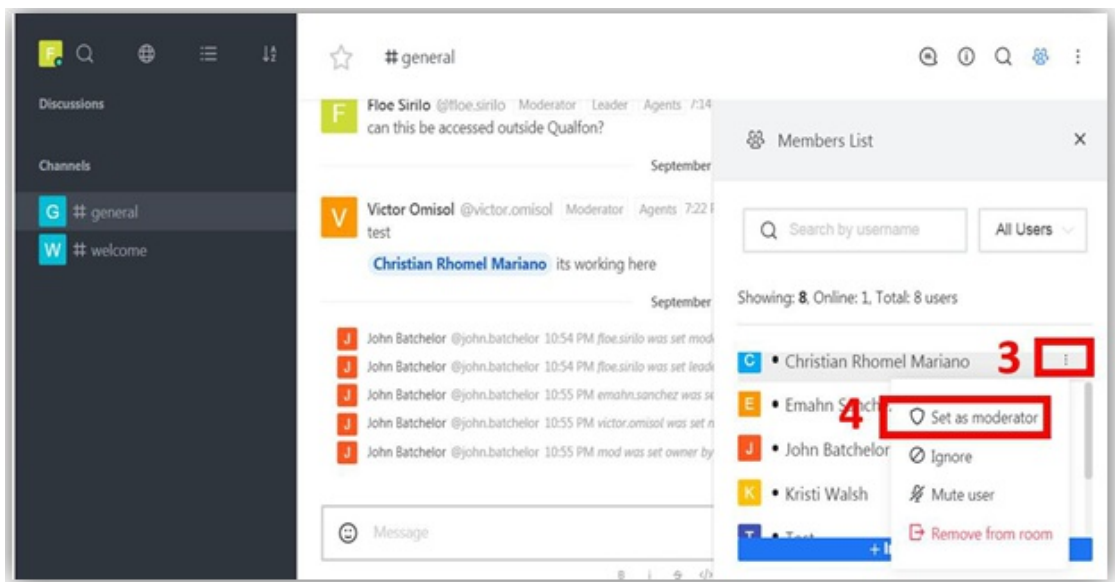 F
Discussions
Channels
G # general
W # welcome
# general
F
Floe Sirilo @floe.sirilo Moderator Leader Agents 7:14
can this be accessed outside Qualfon?
September
V
Victor Omisol @victor.omisol Moderator Agents 7:22
test
Christian Rhomel Mariano its working here
September
J John Batchelor @john.batchelor 10:54 PM floe.sirilo was set
J John Batchelor @john.batchelor 10:54 PM floe.sirilo was set
J John Batchelor @john.batchelor 10:55 PM emahn.sanchez was
J John Batchelor @john.batchelor 10:55 PM victor.omisol was set
J John Batchelor @john.batchelor 10:55 PM mod was set owner by
Message
B i S </>
Members List
Search by username
All Users
Showing: 8, Online: 1, Total: 8 users
C • Christian Rhomel Mariano 3
E • Emahn
4 Set as moderator
J • John Batchelor
Ignore
K • Kristi Walsh
Mute user
T • Test
Remove from room
+